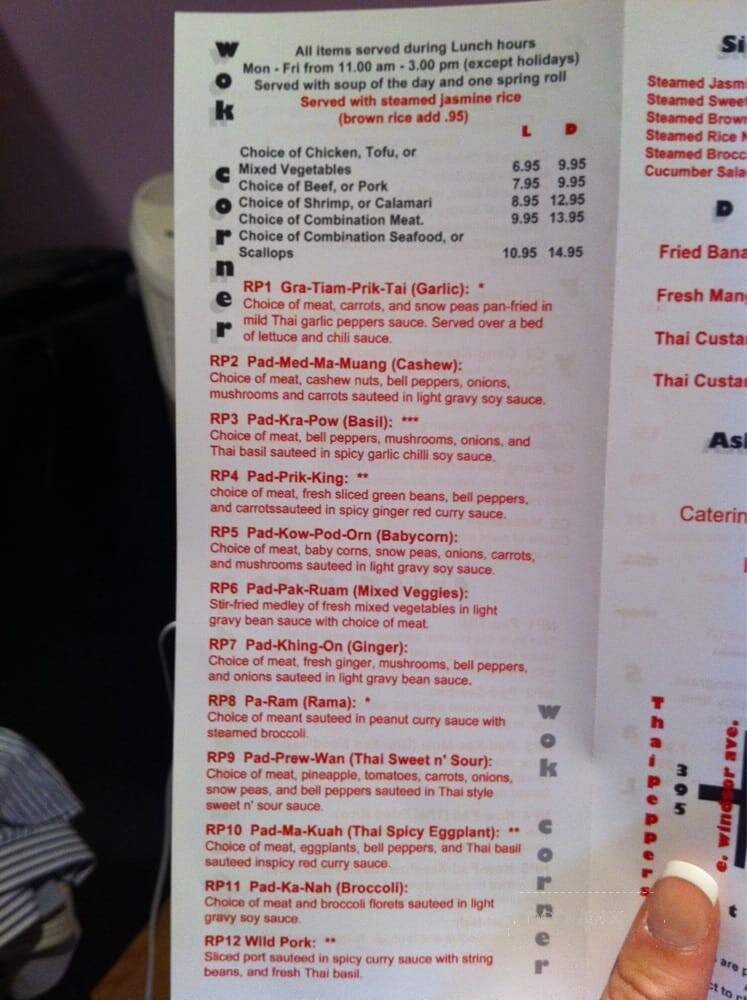 wok corner
All items served during Lunch hours
Mon - Fri from 11.00 am - 3.00 pm (except holidays)
Served with soup of the day and one spring roll
Served with steamed jasmine rice
(brown rice add .95)
L D
Choice of Chicken, Tofu, or
Mixed Vegetables 6.95 9.95
Choice of Beef, or Pork 7.95 9.95
Choice of Shrimp, or Calamari 8.95 12.95
Choice of Combination Meat. 9.95 13.95
Choice of Combination Seafood, or
Scallops 10.95 14.95
RP1 Gra-Tiam-Prik-Tai (Garlic): *
Choice of meat, carrots, and snow peas pan-fried in
mild Thai garlic peppers sauce. Served over a bed
of lettuce and chili sauce.
RP2 Pad-Med-Ma-Muang (Cashew):
Choice of meat, cashew nuts, bell peppers, onions,
mushrooms and carrots sauteed in light gravy soy sauce.
RP3 Pad-Kra-Pow (Basil): ***
Choice of meat, bell peppers, mushrooms, onions, and
Thai basil sauteed in spicy garlic chilli soy sauce.
RP4 Pad-Prik-King: **
choice of meat, fresh sliced green beans, bell peppers,
and carrotssauteed in spicy ginger red curry sauce.
RP5 Pad-Kow-Pod-Orn (Babycorn):
Choice of meat, baby corns, snow peas, onions, carrots,
and mushrooms sauteed in light gravy soy sauce.
RP6 Pad-Pak-Ruam (Mixed Veggies):
Stir-fried medley of fresh mixed vegetables in light
gravy bean sauce with choice of meat.
RP7 Pad-Khing-On (Ginger):
Choice of meat, fresh ginger, mushrooms, bell peppers,
and onions sauteed in light gravy bean sauce.
RP8 Pa-Ram (Rama): *
Choice of meant sauteed in peanut curry sauce with
steamed broccoli.
RP9 Pad-Prew-Wan (Thai Sweet n' Sour):
Choice of meat, pineapple, tomatoes, carrots, onions,
snow peas, and bell peppers sauteed in Thai style
sweet n' sour sauce.
RP10 Pad-Ma-Kuah (Thai Spicy Eggplant): **
Choice of meat, eggplants, bell peppers, and Thai basil
sauteed inspicy red curry sauce.
RP11 Pad-Ka-Nah (Broccoli):
Choice of meat and broccoli florets sauteed in light
gravy soy sauce.
RP12 Wild Pork: **
Sliced port sauteed in spicy curry sauce with string
beans, and fresh Thai basil.
wok corner
Si
Steamed Jasm
Steamed Swee
Steamed Brow
Steamed Rice
Steamed Brocc
Cucumber Sala
D
Fried Bana
Fresh Man
Thai Custa
Thai Custa
As
Caterin
Thaipeppers
395
e. windsor ave.
t
are p